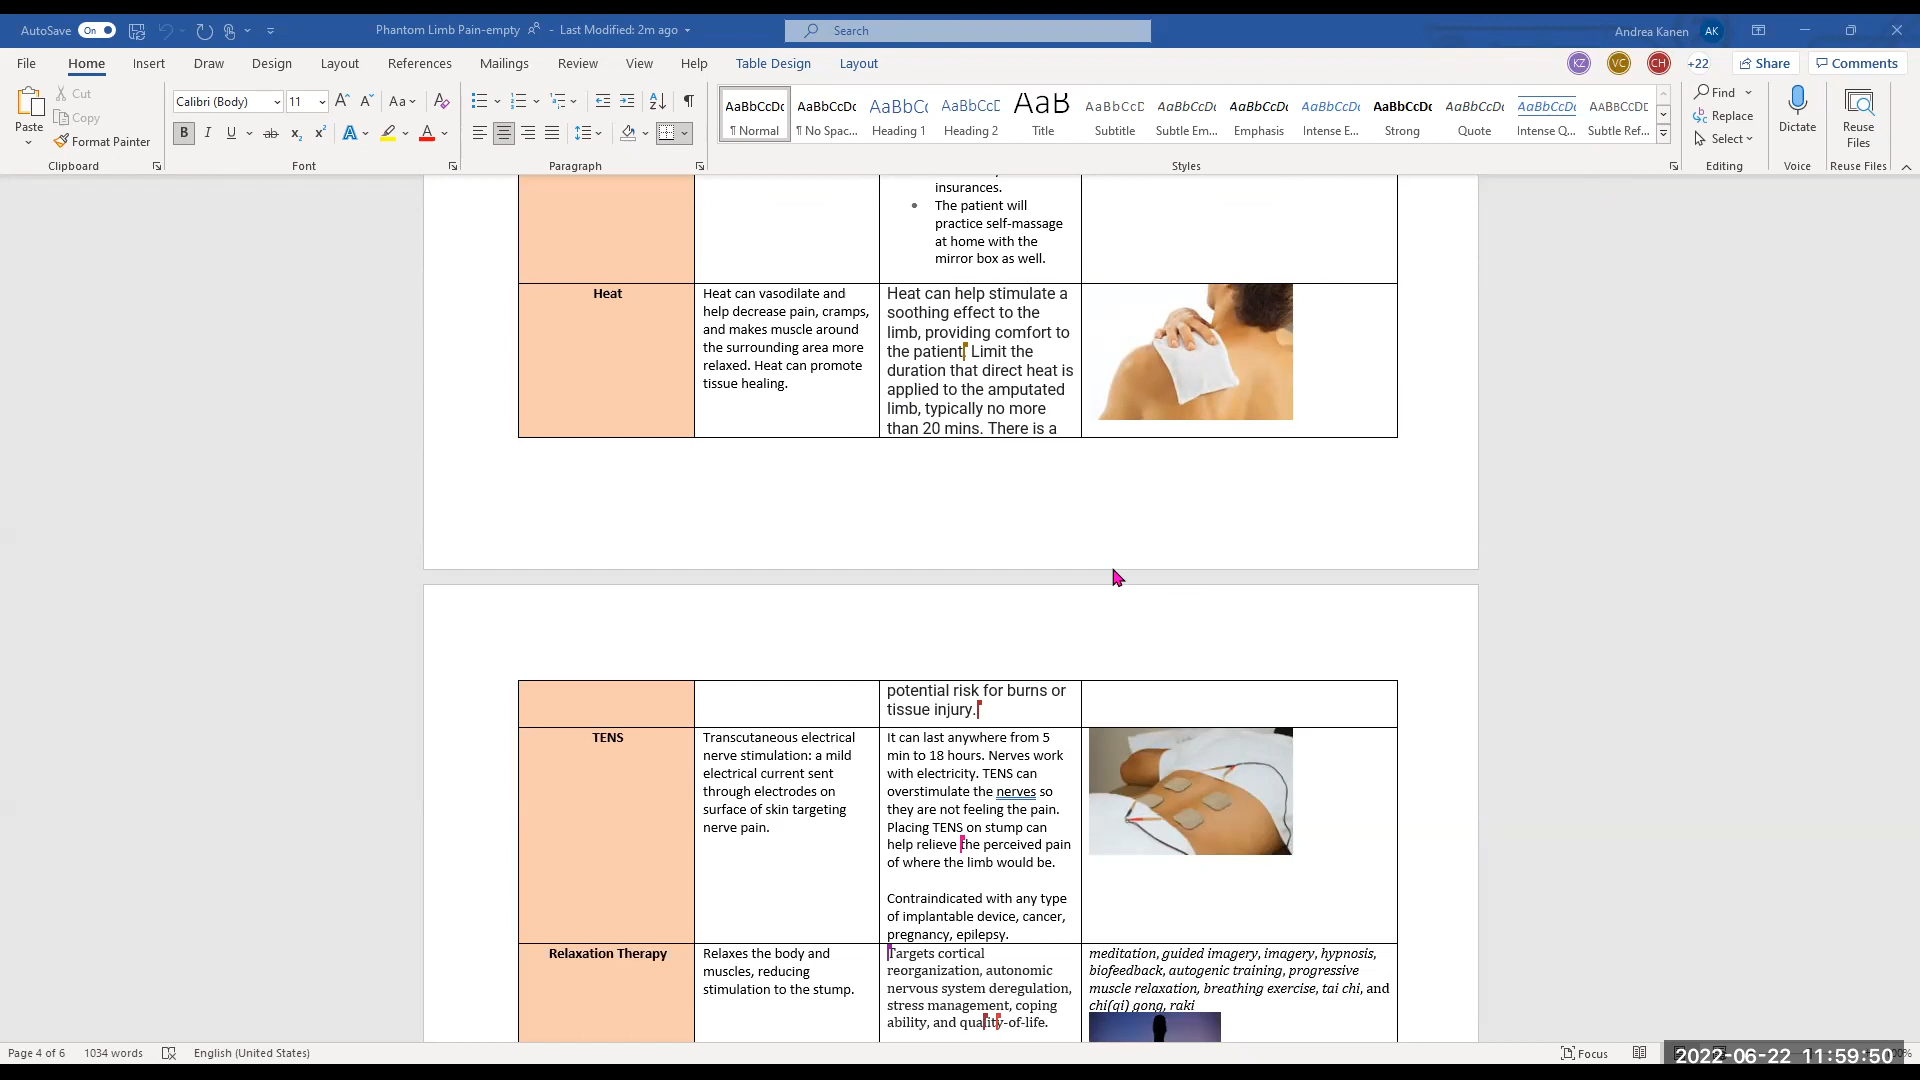 AutoSave On
Phantom Limb Pain-empty - Last Modified: 2m ago
Search
Andrea Kanen AK
File Home Insert Draw Design Layout References Mailings Review View Help Table Design Layout
KZ VC CH +22 Share Comments
Paste
Cut
Copy
Format Painter
Clipboard
Calibri (Body) 11
Font
Paragraph
AaBbCcDc AaBbCcDc AaBbC AaBbCcD AaB AaBbCcD AaBbCcDc AaBbCcDc AaBbCcDc AaBbCcDc AaBbCcDc AaBbCcDc AABBCCDC
¶ Normal ¶ No Spac... Heading 1 Heading 2 Title Subtitle Subtle Em... Emphasis Intense E... Strong Quote Intense Q... Subtle Ref...
Styles
Find
Replace
Select
Editing
Dictate
Voice
Reuse
Files
Reuse Files
insurances.
• The patient will
practice self-massage
at home with the
mirror box as well.
Heat
Heat can vasodilate and
help decrease pain, cramps,
and makes muscle around
the surrounding area more
relaxed. Heat can promote
tissue healing.
Heat can help stimulate a
soothing effect to the
limb, providing comfort to
the patient. Limit the
duration that direct heat is
applied to the amputated
limb, typically no more
than 20 mins. There is a
potential risk for burns or
tissue injury.
TENS
Transcutaneous electrical
nerve stimulation: a mild
electrical current sent
through electrodes on
surface of skin targeting
nerve pain.
It can last anywhere from 5
min to 18 hours. Nerves work
with electricity. TENS can
overstimulate the nerves so
they are not feeling the pain.
Placing TENS on stump can
help relieve the perceived pain
of where the limb would be.
Contraindicated with any type
of implantable device, cancer,
pregnancy, epilepsy.
Relaxation Therapy
Relaxes the body and
muscles, reducing
stimulation to the stump.
Targets cortical
reorganization, autonomic
nervous system deregulation,
stress management, coping
ability, and quality-of-life.
meditation, guided imagery, imagery, hypnosis,
biofeedback, autogenic training, progressive
muscle relaxation, breathing exercise, tai chi, and
chi(qi) gong, raki
Page 4 of 6 1034 words English (United States)
Focus
2022-06-22 11:59:50